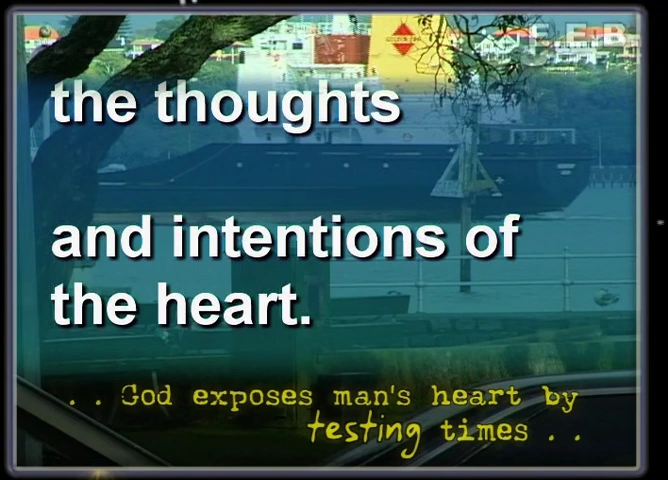 the thoughts
and intentions of
the heart.
. . God exposes man's heart by
testing times . .